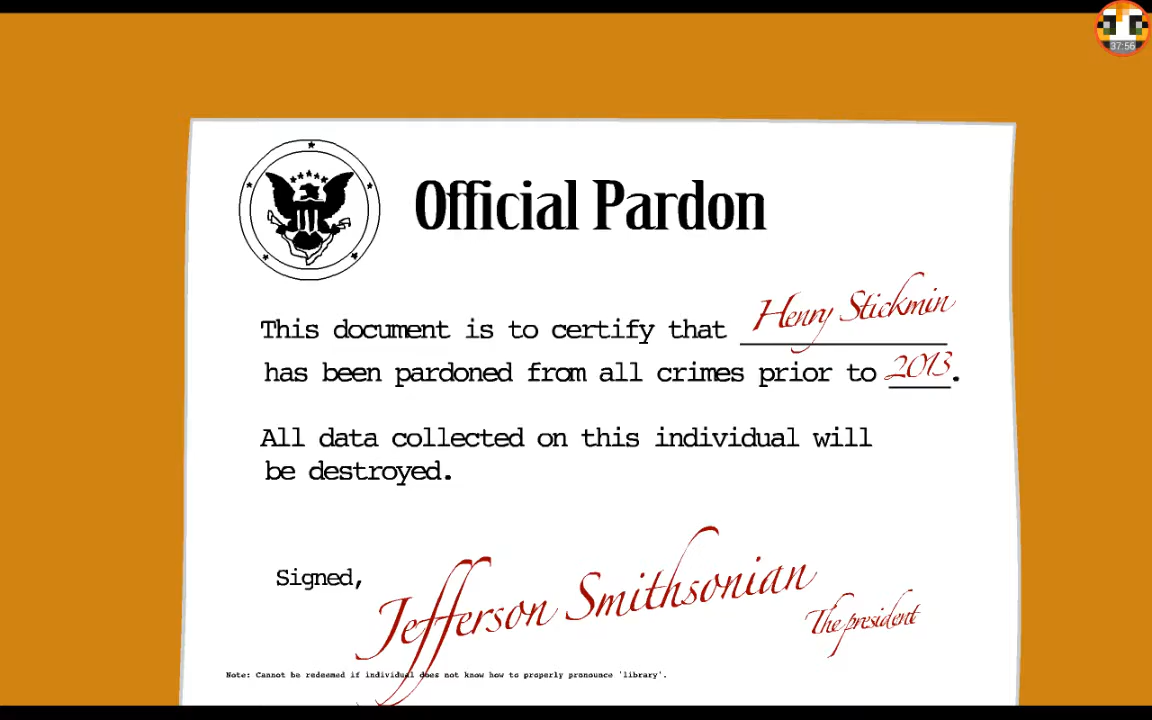 37:56
Official Pardon
This document is to certify that Henry Stickmin
has been pardoned from all crimes prior to 2013.
All data collected on this individual will
be destroyed.
Signed, Jefferson Smithsonian
The president
Note: Cannot be redeemed if individual does not know how to properly pronounce 'library'.